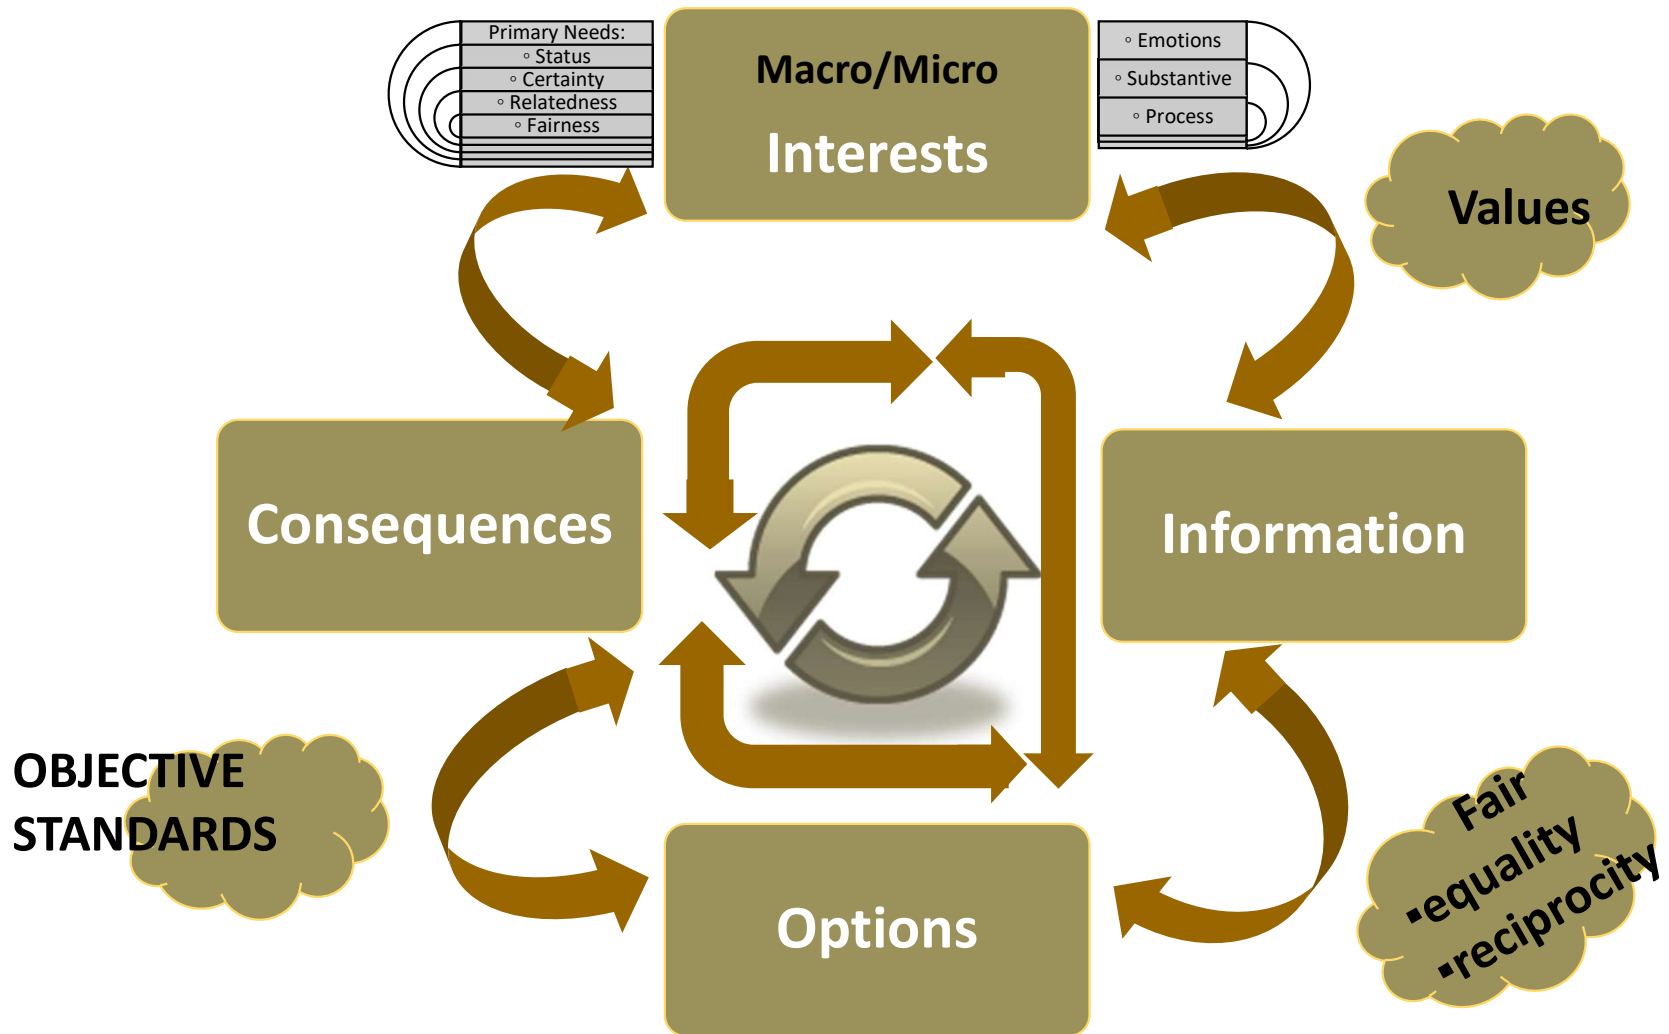 Primary Needs:
◦ Status
◦ Certainty
◦ Relatedness
◦ Fairness
Macro/Micro
Interests
◦ Emotions
◦ Substantive
◦ Process
Values
Consequences
Information
OBJECTIVE
STANDARDS
Options
Fair
▪equality
▪reciprocity